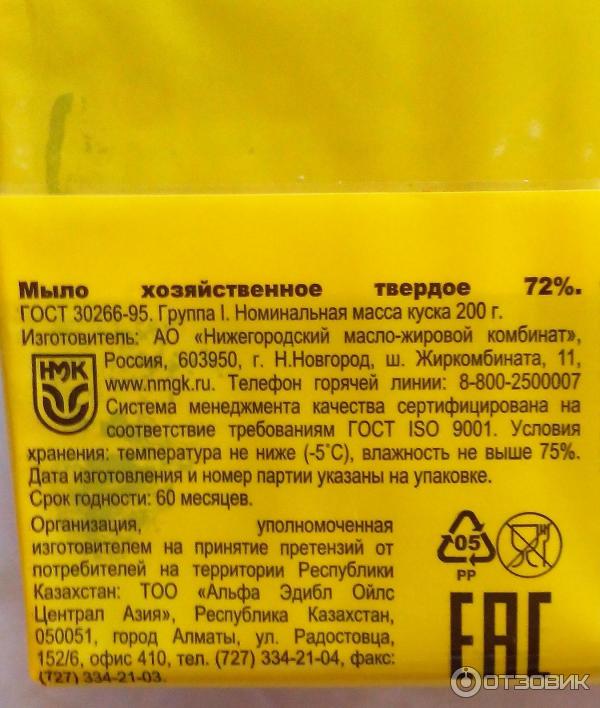 Мыло хозяйственное твердое 72%.
ГОСТ 30266-95. Группа I. Номинальная масса куска 200 г.
Изготовитель: АО «Нижегородский масло-жировой комбинат»,
НМЖК
Россия, 603950, г. Н.Новгород, ш. Жиркомбината, 11,
www.nmgk.ru. Телефон горячей линии: 8-800-2500007
Система менеджмента качества сертифицирована на
соответствие требованиям ГОСТ ISO 9001. Условия
хранения: температура не ниже (-5˚С), влажность не выше 75%.
Дата изготовления и номер партии указаны на упаковке.
Срок годности: 60 месяцев.
Организация, уполномоченная
изготовителем на принятие претензий от
потребителей на территории Республики
Казахстан: ТОО «Альфа Эдибл Ойлс
Централ Азия», Республика Казахстан,
050051, город Алматы, ул. Радостовца,
152/6, офис 410, тел. (727) 334-21-04, факс:
(727) 334-21-03.
05
PP
EAC
ОТЗОВИК